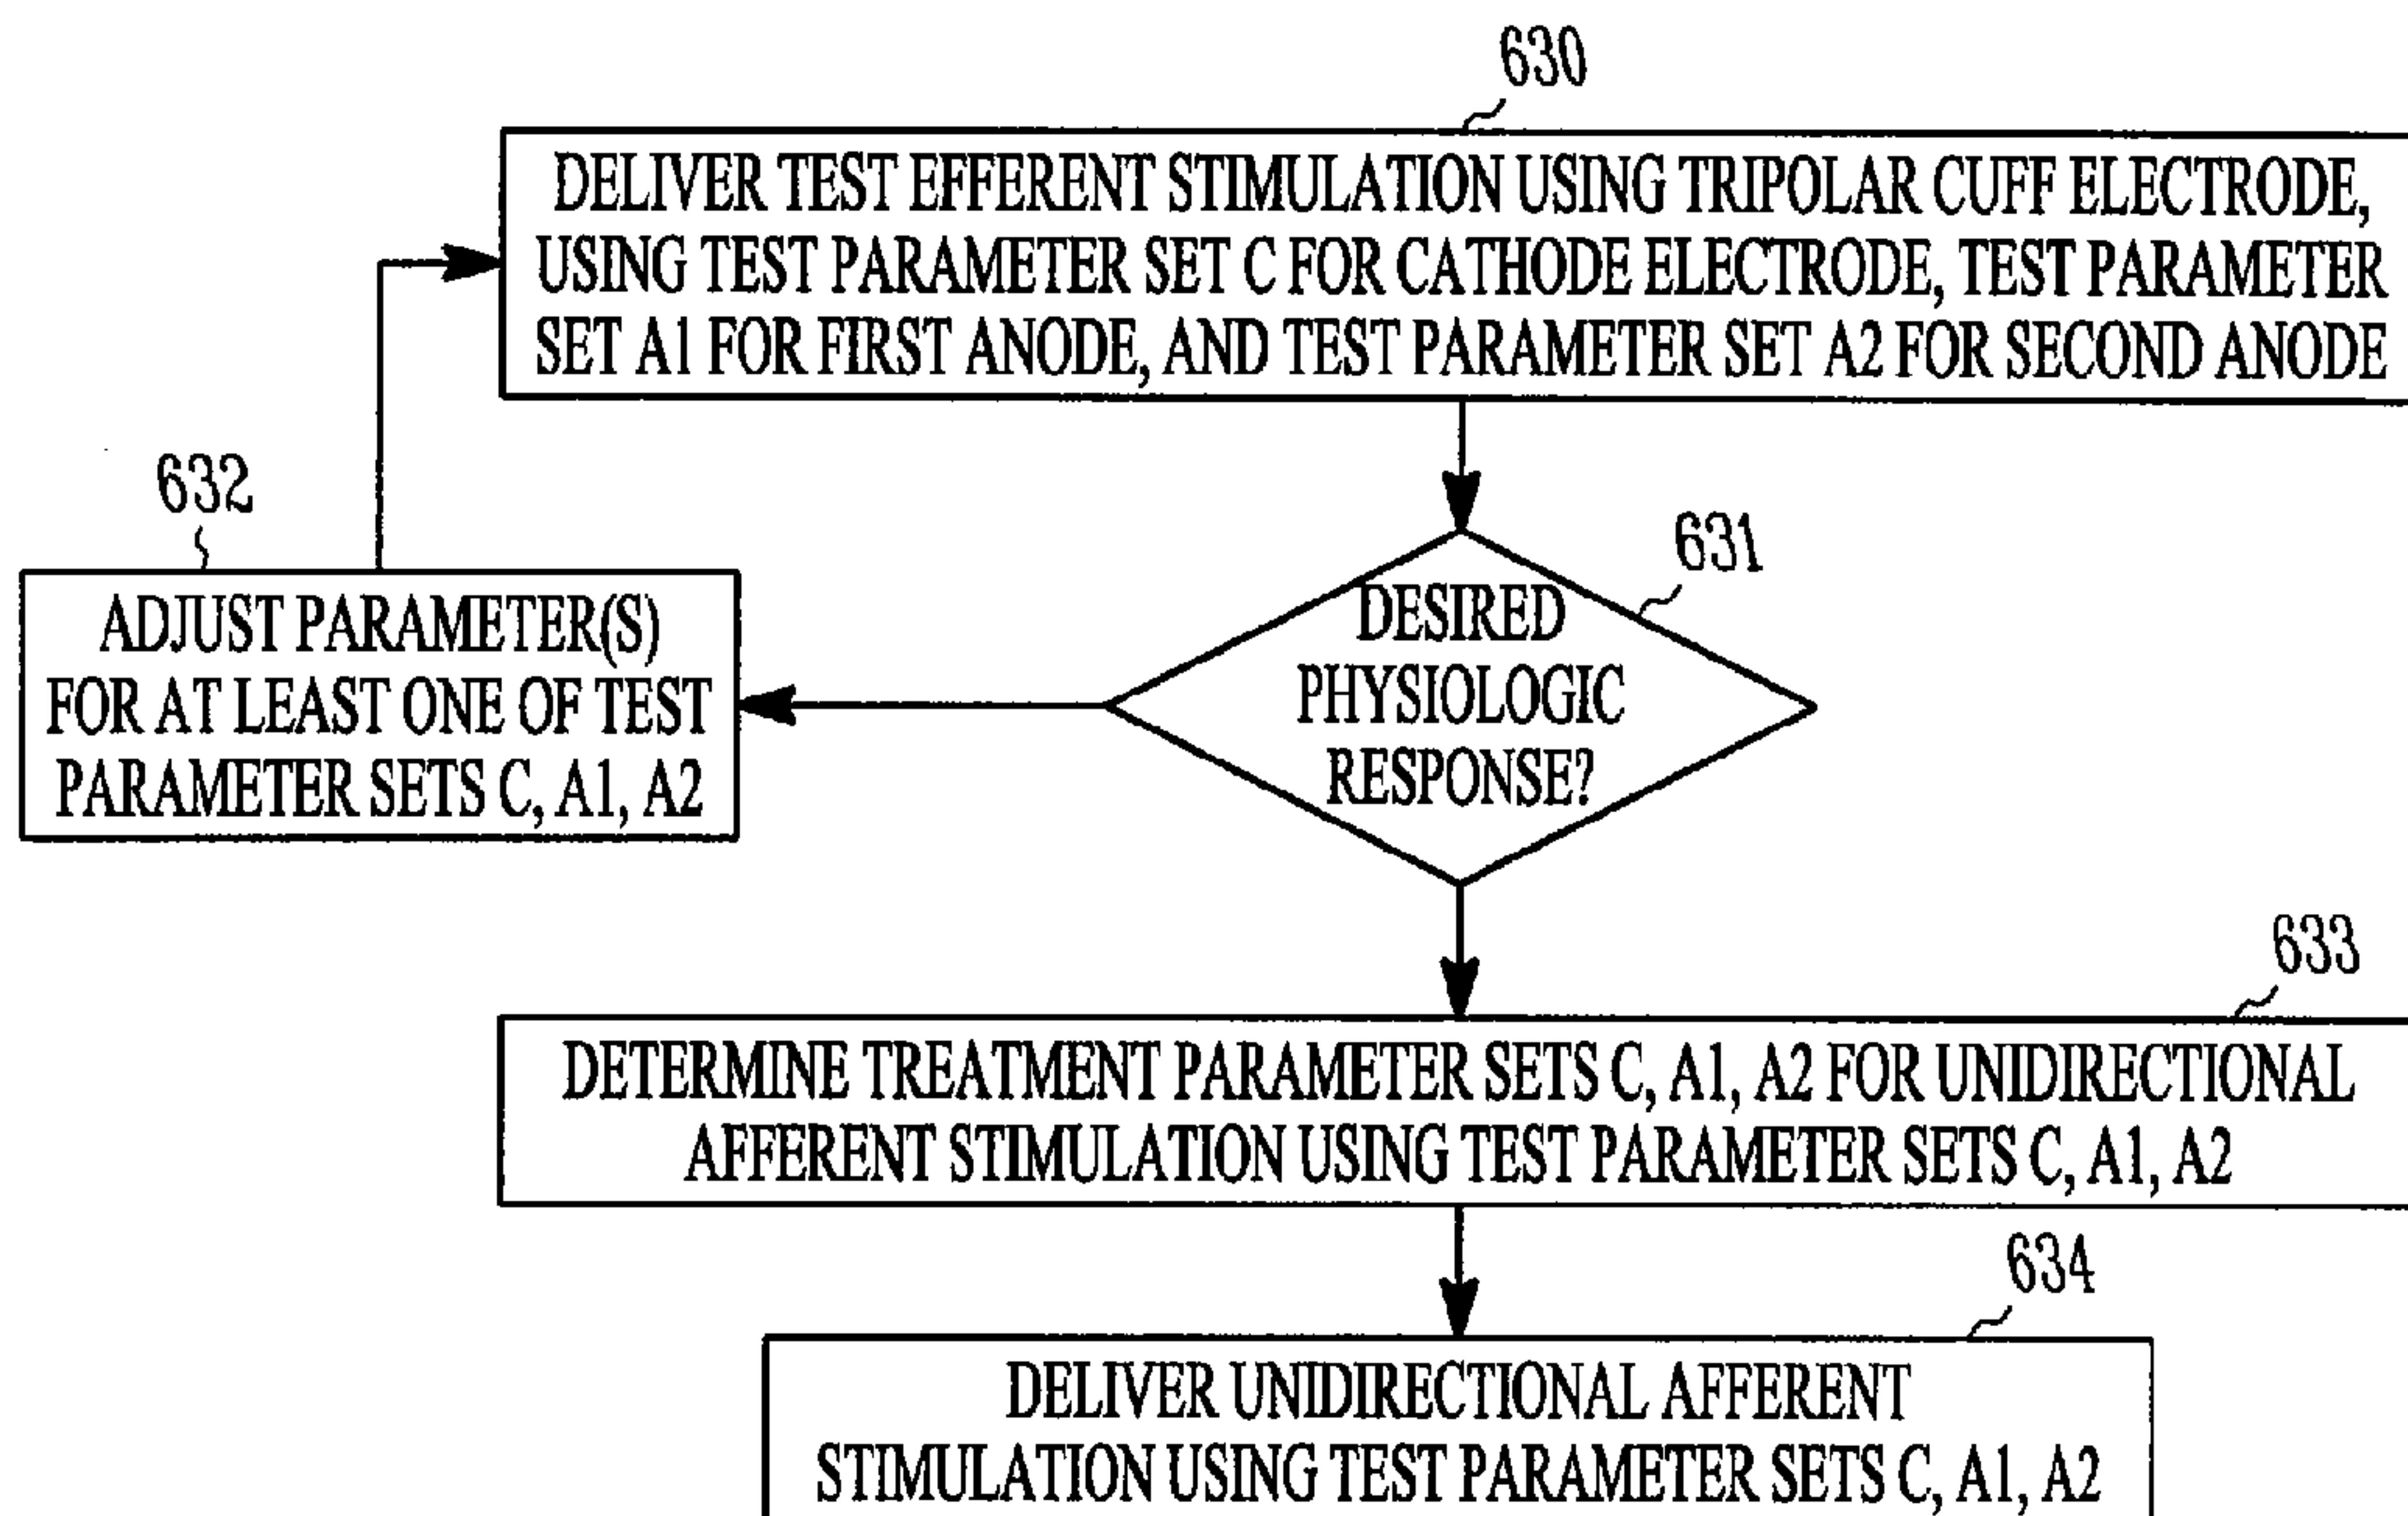 630
DELIVER TEST EFFERENT STIMULATION USING TRIPOLAR CUFF ELECTRODE,
USING TEST PARAMETER SET C FOR CATHODE ELECTRODE, TEST PARAMETER
SET A1 FOR FIRST ANODE, AND TEST PARAMETER SET A2 FOR SECOND ANODE
632
ADJUST PARAMETER(S)
FOR AT LEAST ONE OF TEST
PARAMETER SETS C, A1, A2
631
DESIRED
PHYSIOLOGIC
RESPONSE?
633
DETERMINE TREATMENT PARAMETER SETS C, A1, A2 FOR UNIDIRECTIONAL
AFFERENT STIMULATION USING TEST PARAMETER SETS C, A1, A2
634
DELIVER UNIDIRECTIONAL AFFERENT
STIMULATION USING TEST PARAMETER SETS C, A1, A2